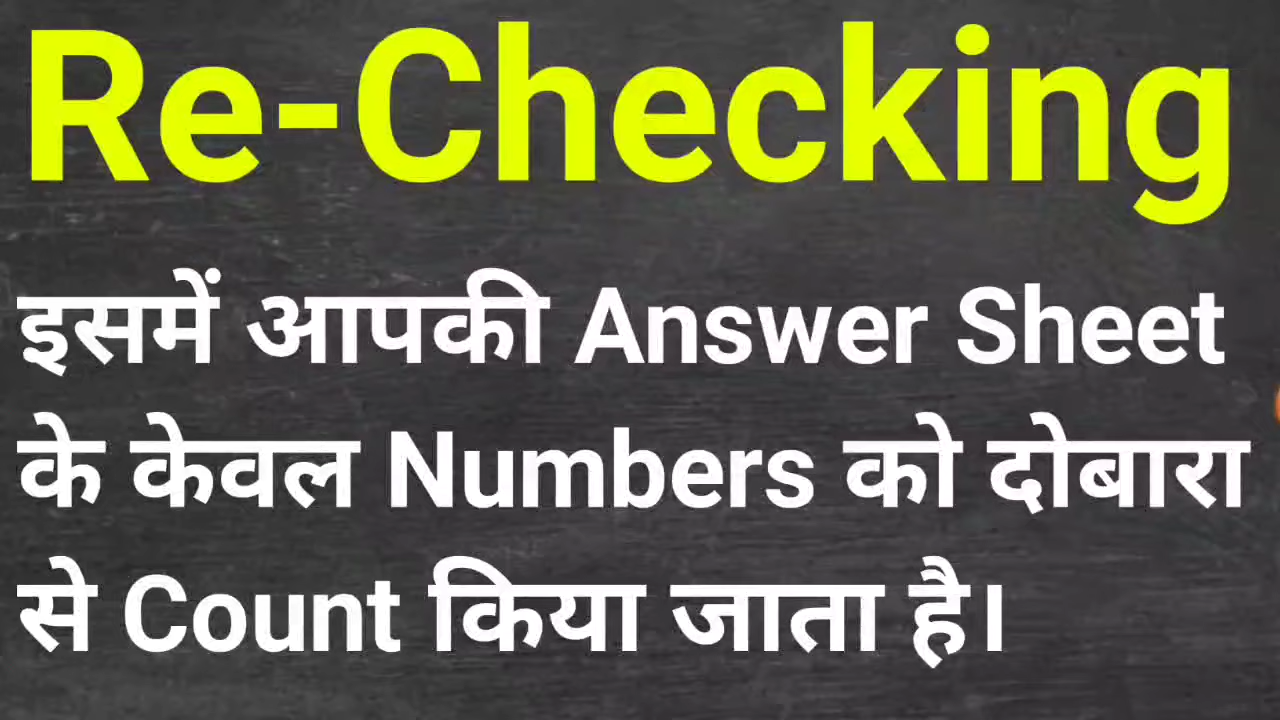 Re-Checking
इसमें आपकी Answer Sheet
के केवल Numbers को दोबारा
से Count किया जाता है।